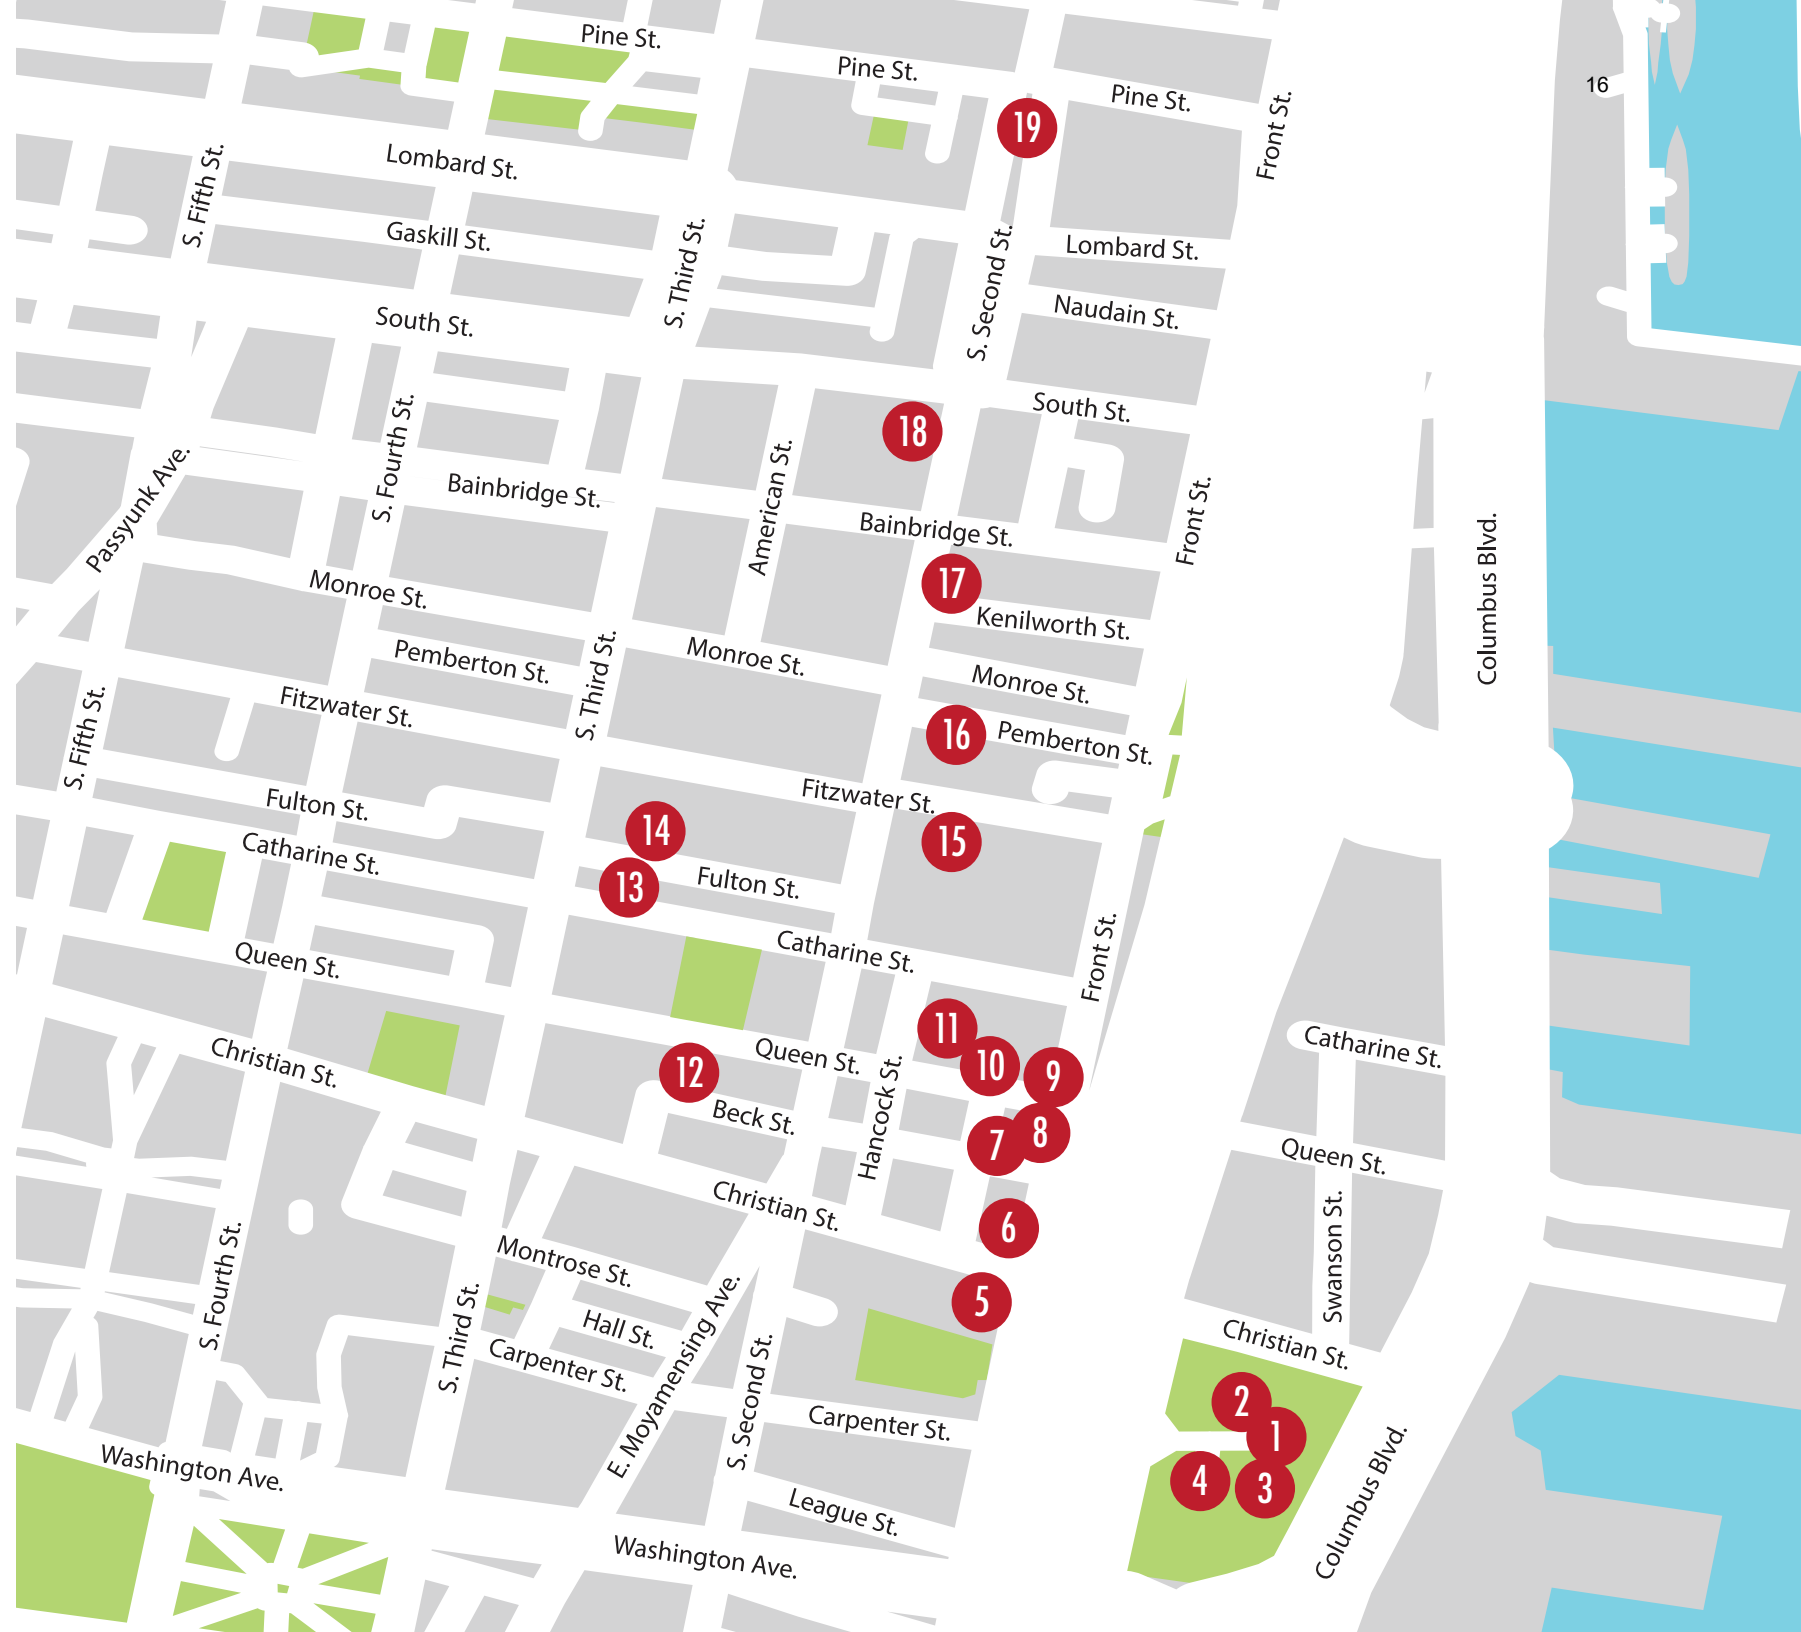 Pine St.
Pine St.
Pine St.
16
Front St.
19
Lombard St.
S. Fifth St.
Gaskill St.
S. Third St.
S. Second St.
Lombard St.
Naudain St.
South St.
South St.
18
S. Fourth St.
Passyunk Ave.
Bainbridge St.
American St.
Bainbridge St.
Front St.
Columbus Blvd.
17
Monroe St.
Kenilworth St.
Pemberton St.
Monroe St.
Monroe St.
S. Third St.
Fitzwater St.
S. Fifth St.
16
Pemberton St.
Fitzwater St.
Fulton St.
14
15
Catharine St.
13
Fulton St.
Queen St.
Catharine St.
Front St.
11
Christian St.
12
Queen St.
10
9
Catharine St.
Beck St.
Hancock St.
7
8
Queen St.
Christian St.
6
Swanson St.
S. Fourth St.
Montrose St.
5
S. Third St.
Hall St.
Christian St.
Carpenter St.
E. Moyamensing Ave.
S. Second St.
Carpenter St.
2
1
4
3
Columbus Blvd.
Washington Ave.
League St.
Washington Ave.